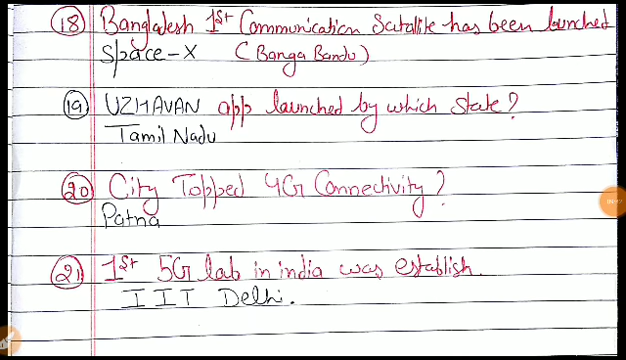 (18) Bangladesh 1st Communication Satallite has been launched
Space-X (Banga Bandu)
(19) UZHAVAN app launched by which State?
Tamil Nadu
(20) City Topped 4G Connectivity?
Patna
(21) 1st 5G lab in india was establish.
IIT Delhi.